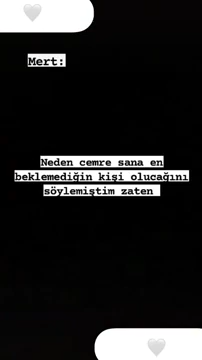 Mert:
Neden cemre sana en
beklemediğin kişi olucağını
söylemiştim zaten